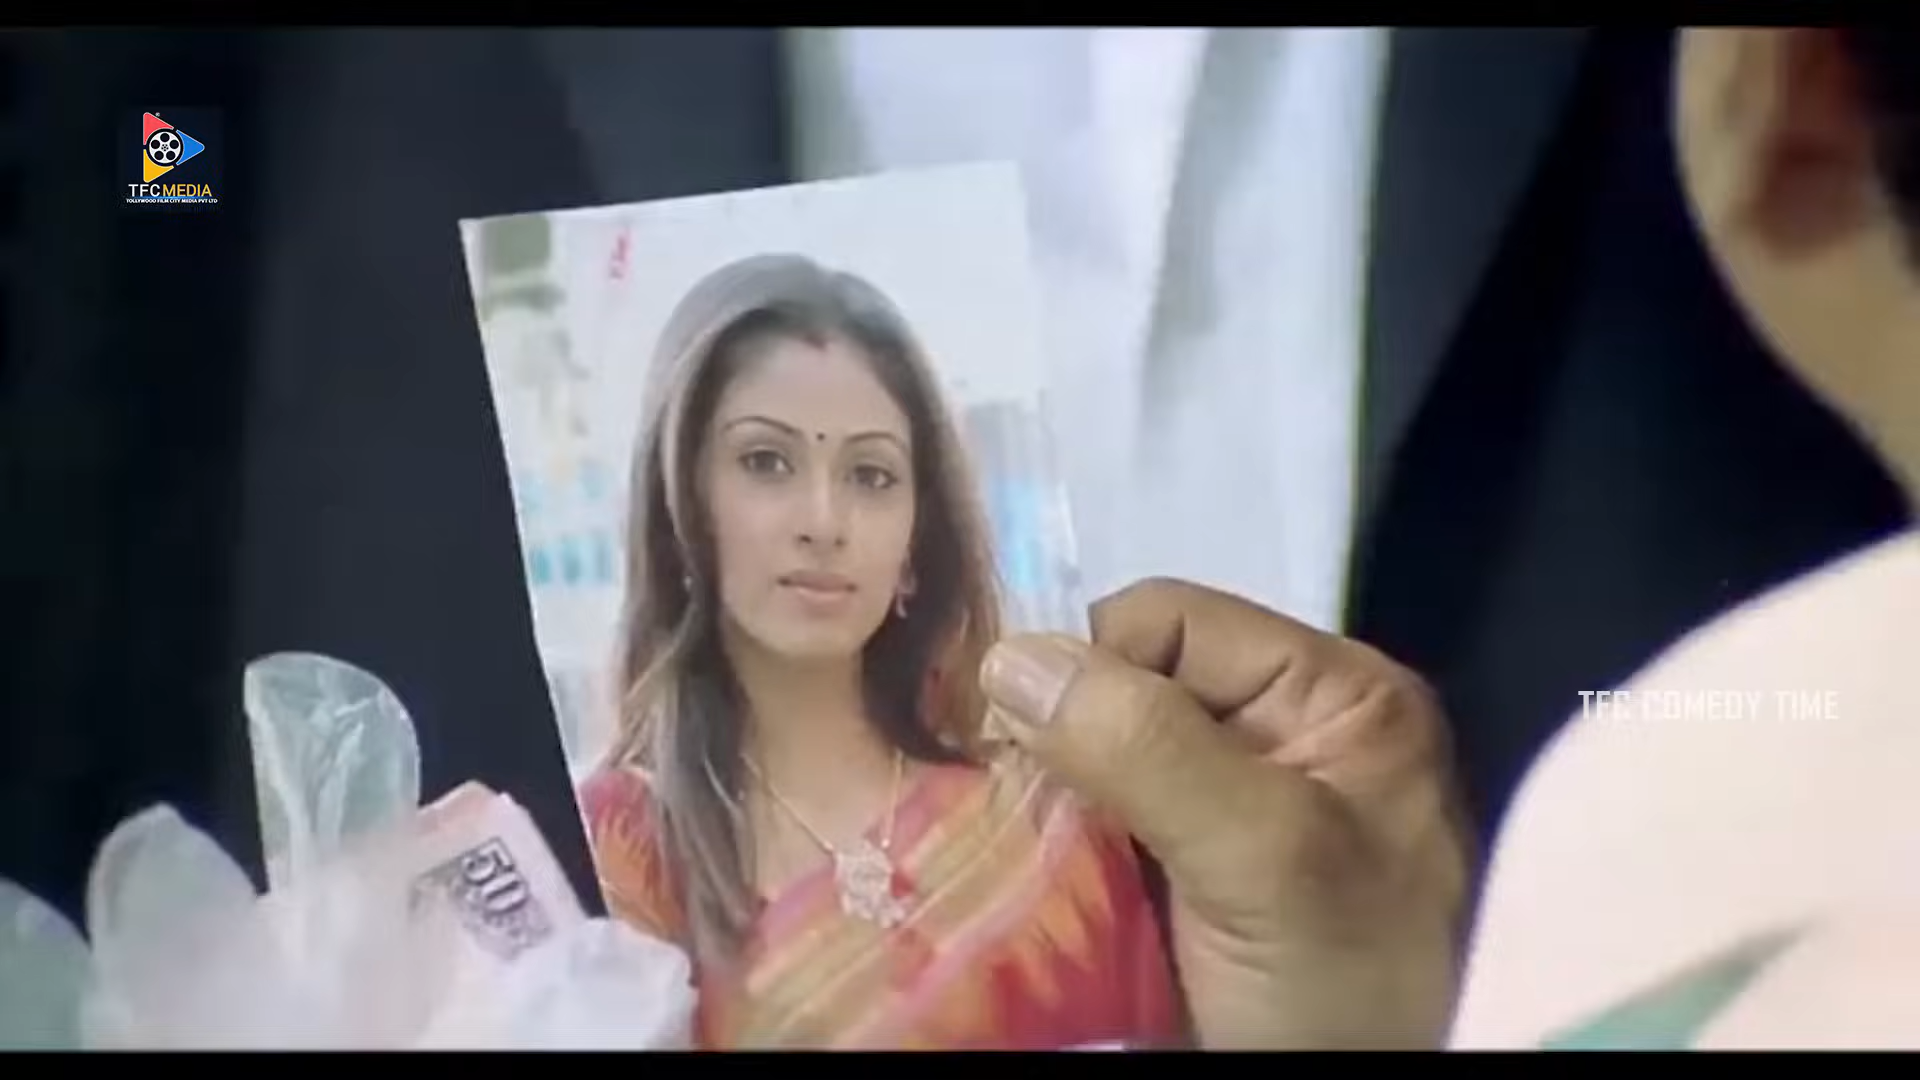 TFC MEDIA
TOLLYWOOD FILM CITY MEDIA PVT LTD
TFC COMEDY TIME
50